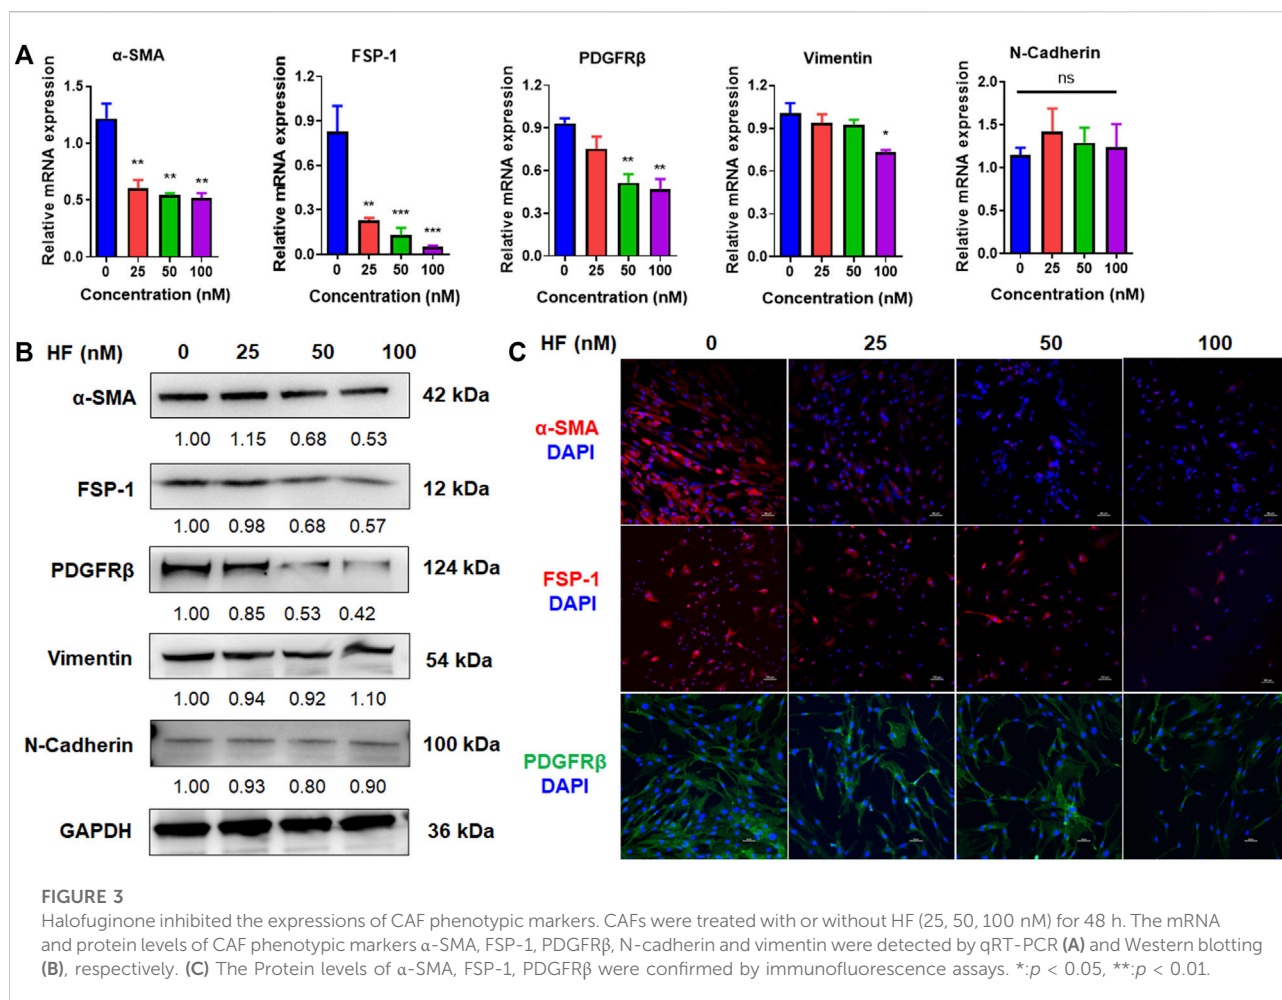 A
α-SMA
Relative mRNA expression
1.5
1.0
0.5
0.0
**
**
**
0 25 50 100
Concentration (nM)
FSP-1
Relative mRNA expression
1.2
0.9
0.6
0.3
0.0
**
***
***
0 25 50 100
Concentration (nM)
PDGFRβ
Relative mRNA expression
1.2
0.9
0.6
0.3
0.0
**
**
0 25 50 100
Concentration (nM)
Vimentin
Relative mRNA expression
1.2
0.9
0.6
0.3
0.0
*
0 25 50 100
Concentration (nM)
N-Cadherin
Relative mRNA expression
2.0
1.5
1.0
0.5
0.0
ns
0 25 50 100
Concentration (nM)
B
HF (nM) 0 25 50 100
α-SMA 42 kDa
1.00 1.15 0.68 0.53
FSP-1 12 kDa
1.00 0.98 0.68 0.57
PDGFRβ 124 kDa
1.00 0.85 0.53 0.42
Vimentin 54 kDa
1.00 0.94 0.92 1.10
N-Cadherin 100 kDa
1.00 0.93 0.80 0.90
GAPDH 36 kDa
C
HF (nM) 0 25 50 100
α-SMA
DAPI
FSP-1
DAPI
PDGFRβ
DAPI
FIGURE 3
Halofuginone inhibited the expressions of CAF phenotypic markers. CAFs were treated with or without HF (25, 50, 100 nM) for 48 h. The mRNA
and protein levels of CAF phenotypic markers α-SMA, FSP-1, PDGFRβ, N-cadherin and vimentin were detected by qRT-PCR (A) and Western blotting
(B), respectively. (C) The Protein levels of α-SMA, FSP-1, PDGFRβ were confirmed by immunofluorescence assays. *:p < 0.05, **:p < 0.01.